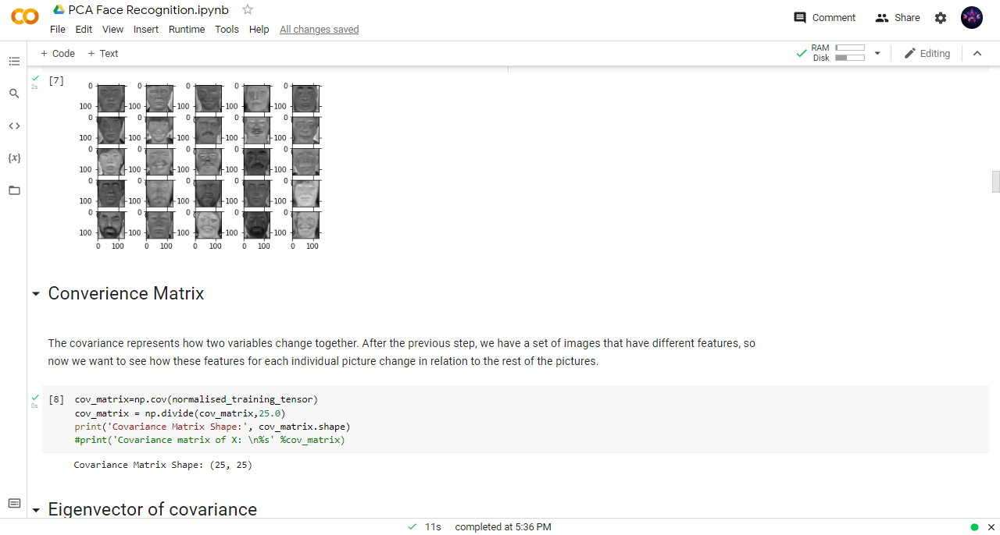 PCA Face Recognition.ipynb
Comment Share
File Edit View Insert Runtime Tools Help All changes saved
+ Code + Text
RAM
Disk
Editing
[7]
2s
0 0 0 0 0
100 100 100 100 100
0 0 0 0 0
100 100 100 100 100
0 0 0 0 0
100 100 100 100 100
0 0 0 0 0
100 100 100 100 100
0 0 0 0 0
100 100 100 100 100
0 100 0 100 0 100 0 100 0 100
{x}
Converience Matrix
The covariance represents how two variables change together. After the previous step, we have a set of images that have different features, so
now we want to see how these features for each individual picture change in relation to the rest of the pictures.
[8] cov_matrix=np.cov(normalised_training_tensor)
0s
cov_matrix = np.divide(cov_matrix,25.0)
print('Covariance Matrix Shape:', cov_matrix.shape)
#print('Covariance matrix of X: \n%s' %cov_matrix)
Covariance Matrix Shape: (25, 25)
Eigenvector of covariance
11s completed at 5:36 PM